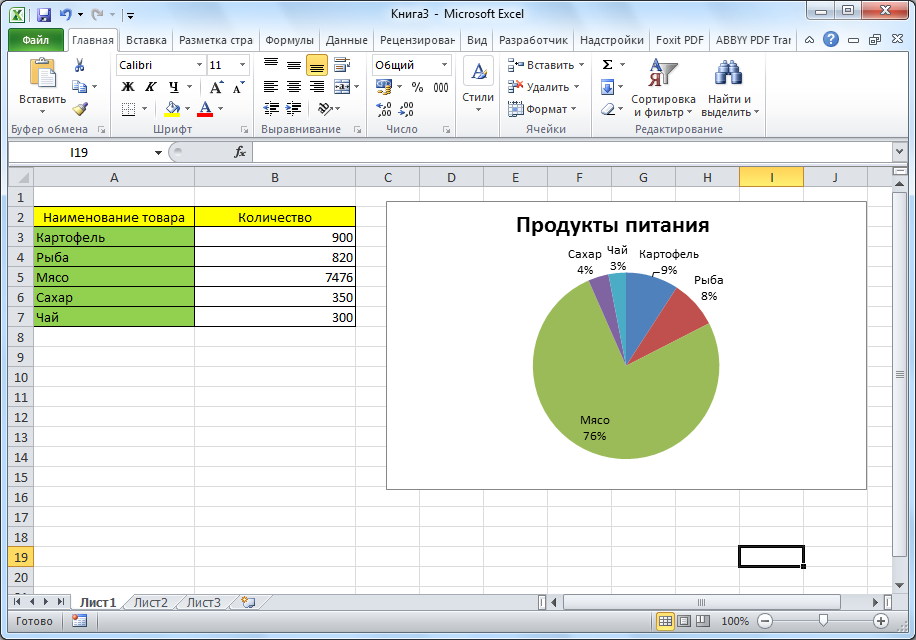 Книга3 - Microsoft Excel
Файл Главная Вставка Разметка стра Формулы Данные Рецензирован Вид Разработчик Надстройки Foxit PDF ABBYY PDF Tran
Вставить
Буфер обмена
Calibri 11
Ж К Ч А А
А
Шрифт
Выравнивание
Общий
% 000
Число
Стили
Вставить
Удалить
Формат
Ячейки
Σ
Сортировка и фильтр
Найти и выделить
Редактирование
I19 fx
A B C D E F G H I J
1
2 Наименование товара Количество
3 Картофель 900
4 Рыба 820
5 Мясо 7476
6 Сахар 350
7 Чай 300
8
9
10
11
12
13
14
15
16
17
18
19
20
Продукты питания
Сахар
4%
Чай
3%
Картофель
9%
Рыба
8%
Мясо
76%
Лист1 Лист2 Лист3
Готово 100%